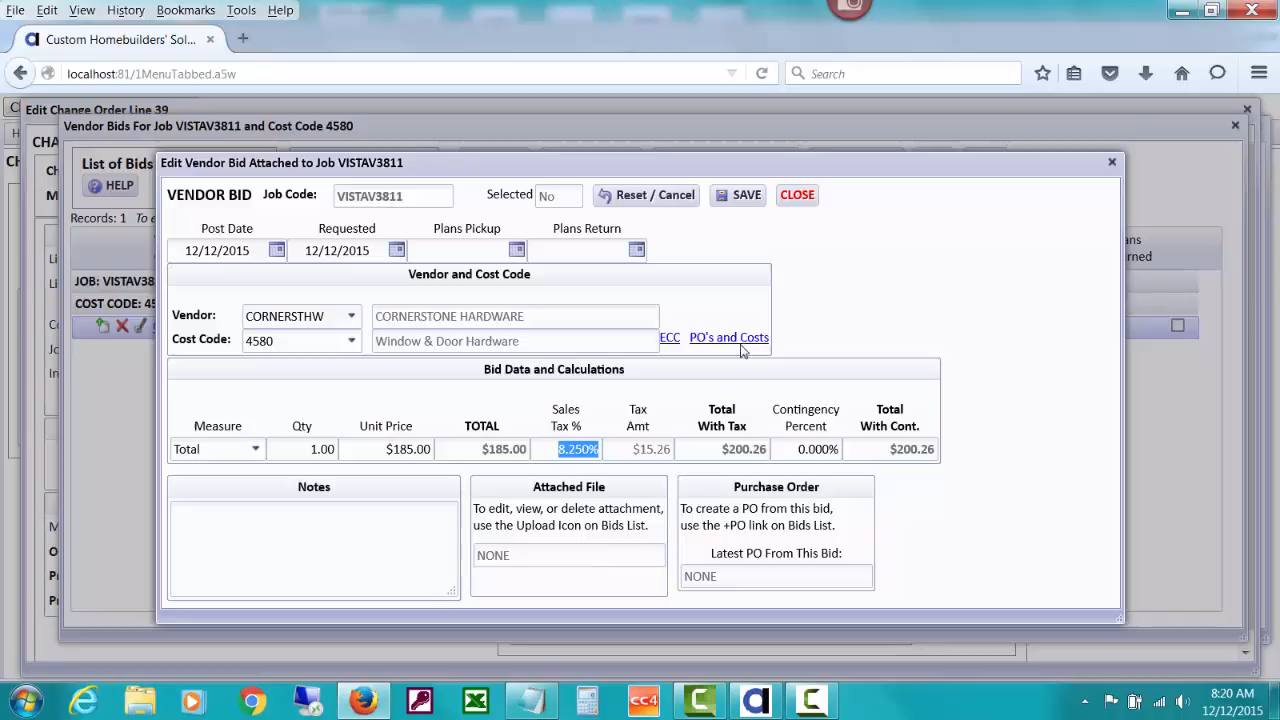 File Edit View History Bookmarks Tools Help
Custom Homebuilders' Sol... × +
localhost:81/1MenuTabbed.a5w Search
Edit Change Order Line 39
Vendor Bids For Job VISTAV3811 and Cost Code 4580
CHA
List of Bids
HELP
Records: 1 To e
JOB: VISTAV38
COST CODE: 45
Edit Vendor Bid Attached to Job VISTAV3811
VENDOR BID Job Code: VISTAV3811 Selected No Reset / Cancel SAVE CLOSE
Post Date Requested Plans Pickup Plans Return
12/12/2015 12/12/2015
Vendor and Cost Code
Vendor: CORNERSTHW CORNERSTONE HARDWARE
Cost Code: 4580 Window & Door Hardware ECC PO's and Costs
Bid Data and Calculations
Sales Tax Total Contingency Total
Measure Qty Unit Price TOTAL Tax % Amt With Tax Percent With Cont.
Total 1.00 $185.00 $185.00 8.250% $15.26 $200.26 0.000% $200.26
Notes
Attached File
To edit, view, or delete attachment,
use the Upload Icon on Bids List.
NONE
Purchase Order
To create a PO from this bid,
use the +PO link on Bids List.
Latest PO From This Bid:
NONE
CC4
8:20 AM
12/12/2015